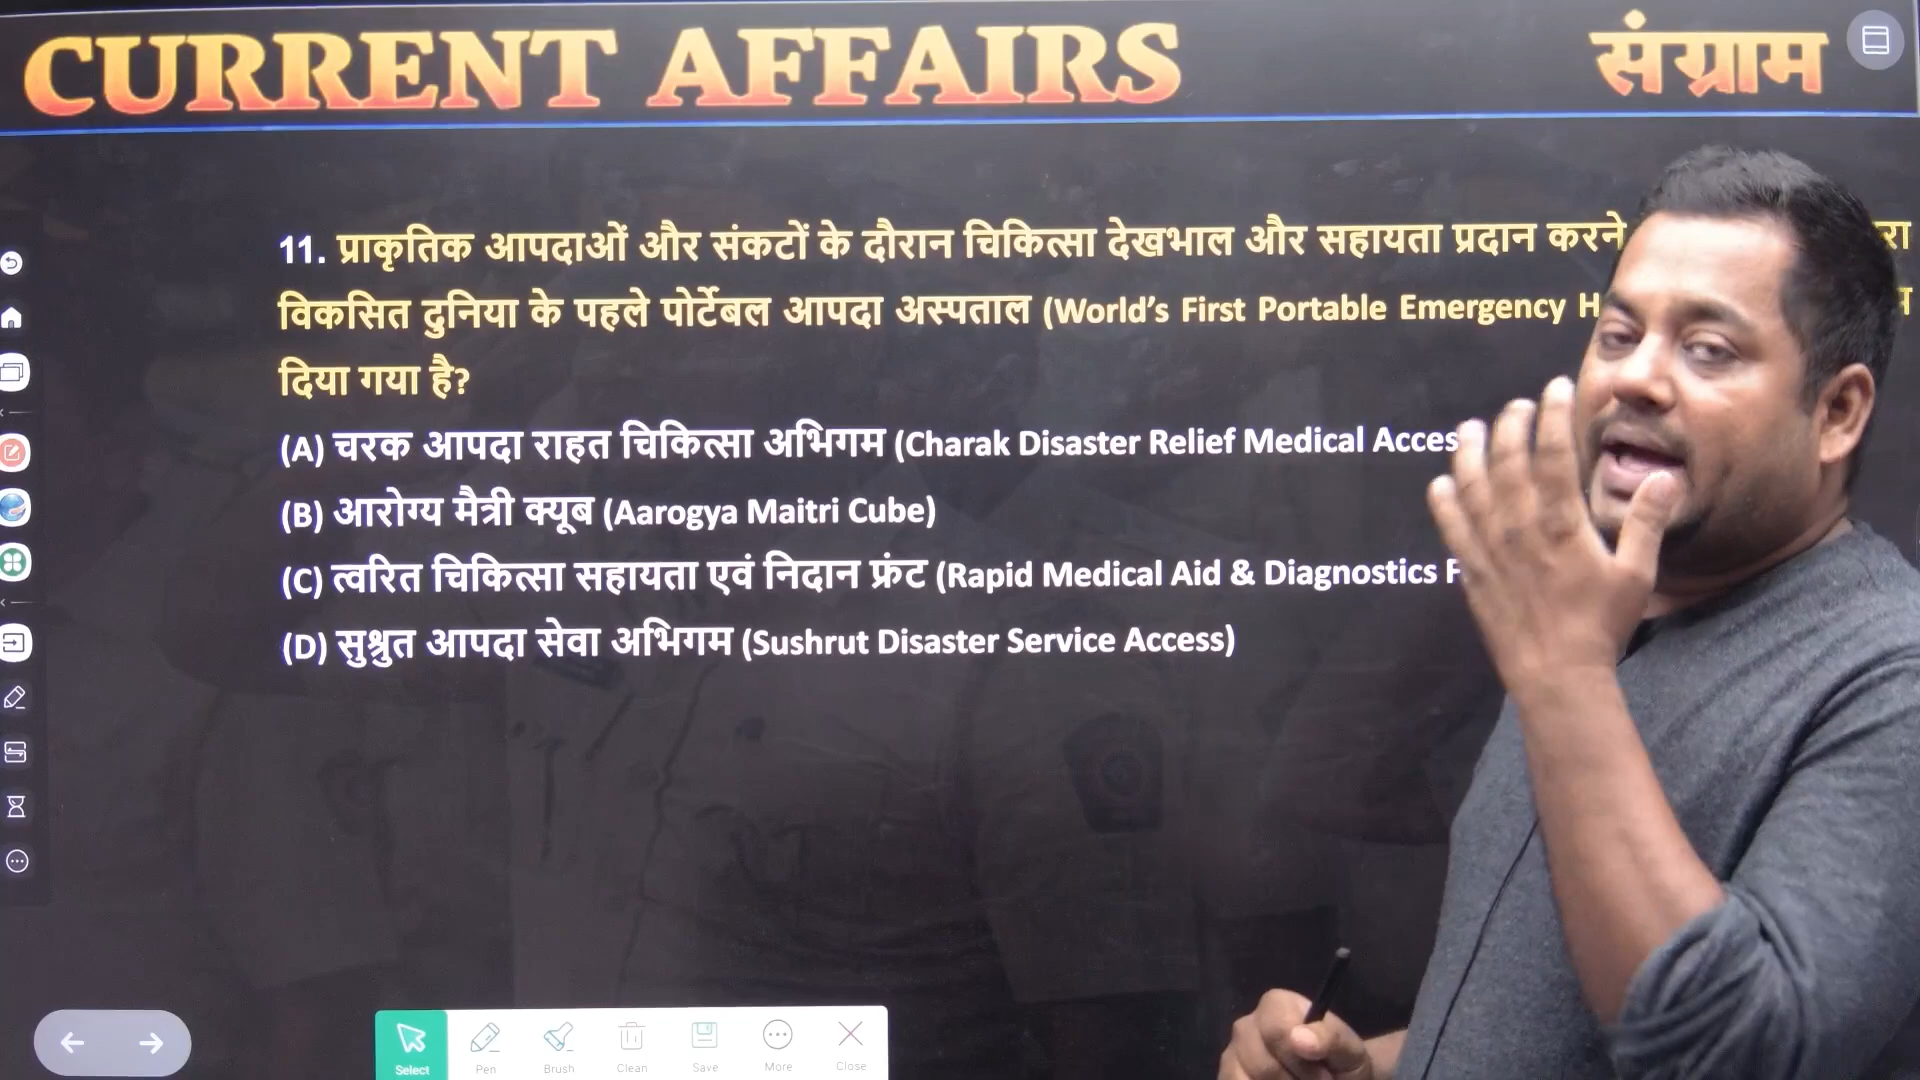 CURRENT AFFAIRS
संग्राम
11. प्राकृतिक आपदाओं और संकटों के दौरान चिकित्सा देखभाल और सहायता प्रदान करने
विकसित दुनिया के पहले पोर्टेबल आपदा अस्पताल (World’s First Portable Emergency
दिया गया है?
(A) चरक आपदा राहत चिकित्सा अभिगम (Charak Disaster Relief Medical
(B) आरोग्य मैत्री क्यूब (Aarogya Maitri Cube)
(C) त्वरित चिकित्सा सहायता एवं निदान फ्रंट (Rapid Medical Aid & Diagnostics
(D) सुश्रुत आपदा सेवा अभिगम (Sushrut Disaster Service Access)
Select Pen Brush Clean Save More Close